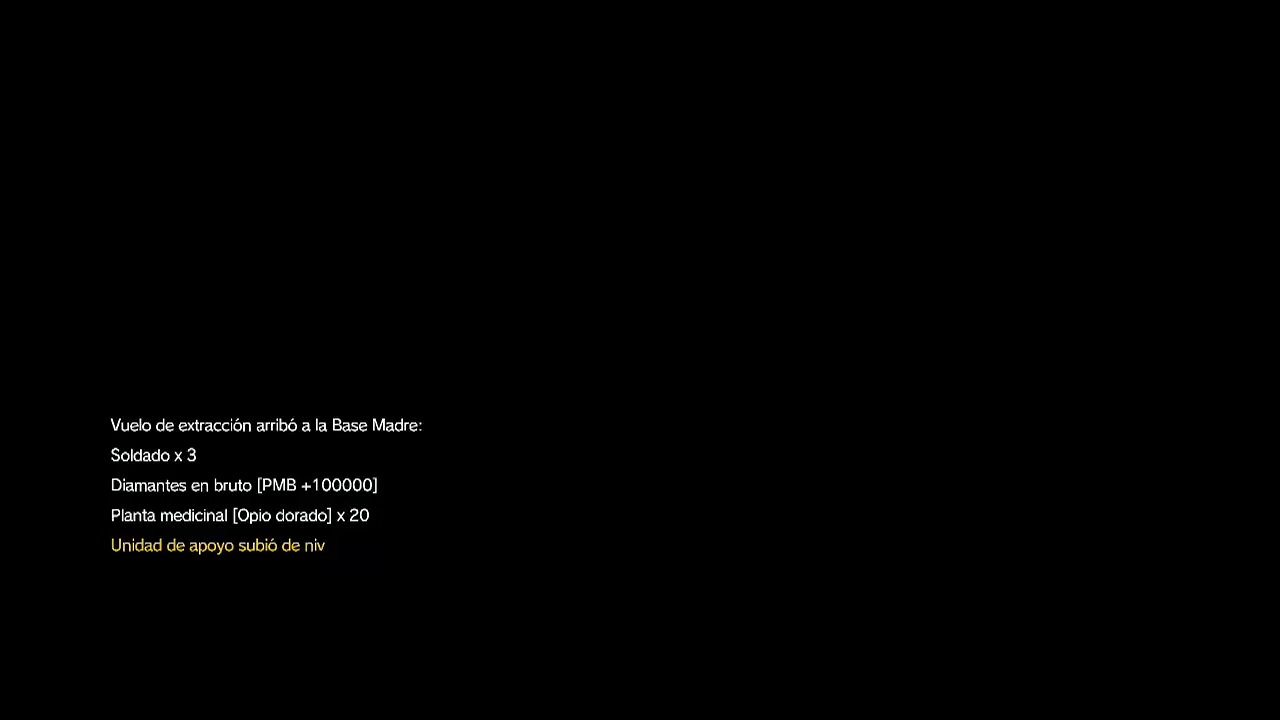 Vuelo de extracción arribó a la Base Madre:
Soldado x 3
Diamantes en bruto [PMB +100000]
Planta medicinal [Opio dorado] x 20
Unidad de apoyo subió de niv